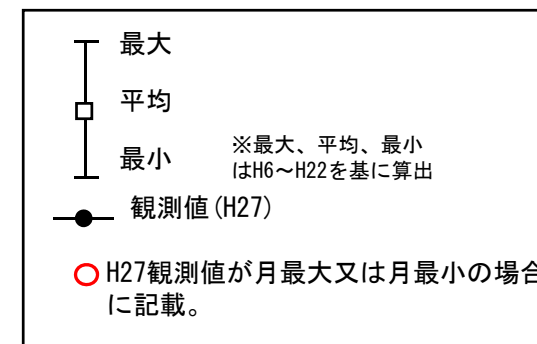 最大
平均
最小
※最大、平均、最小
はH6～H22を基に算出
観測値(H27)
H27観測値が月最大又は月最小の場合
に記載。